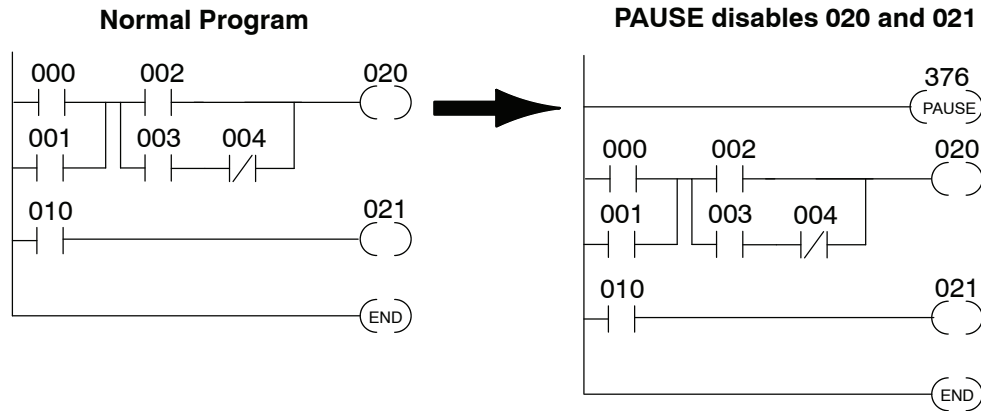 Normal Program
000 002 020
001 003 004
010 021
END
PAUSE disables 020 and 021
376
PAUSE
000 002 020
001 003 004
010 021
END